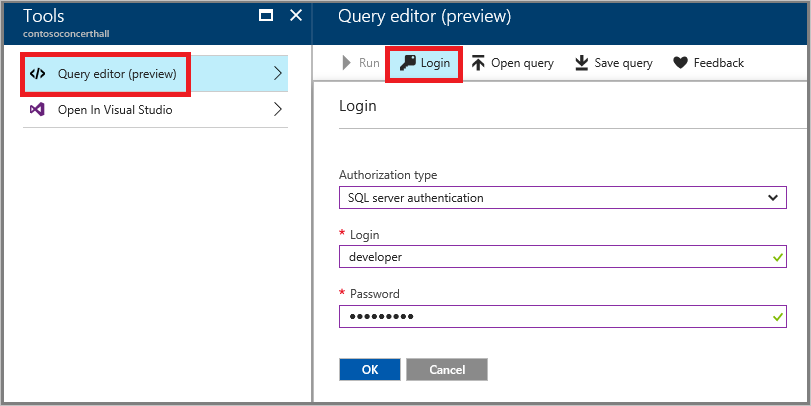 Tools
contosoconcerthall
Query editor (preview)
Open In Visual Studio
Query editor (preview)
Run Login Open query Save query Feedback
Login
Authorization type
SQL server authentication
* Login
developer
* Password
•••••••••
OK Cancel